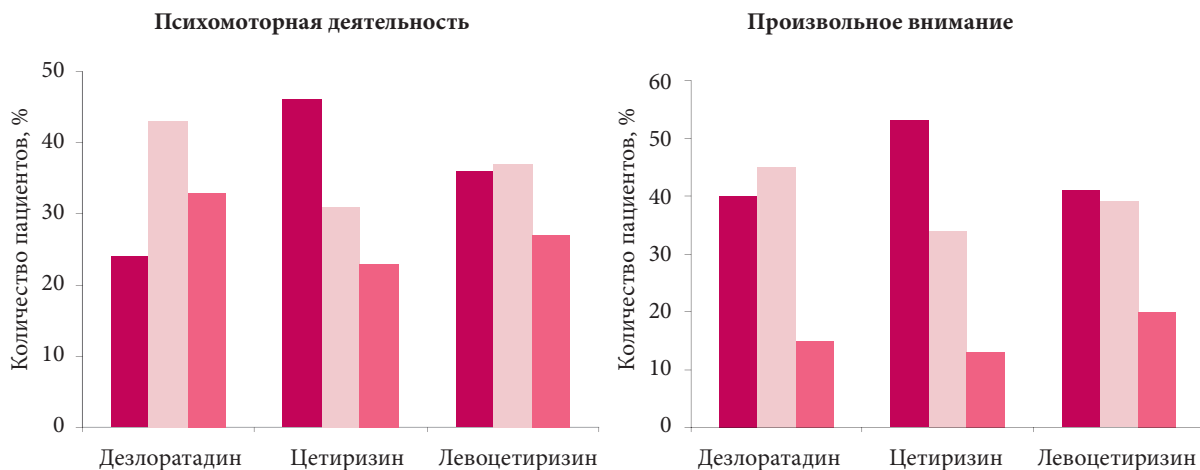 Психомоторная деятельность
Количество пациентов, %
50
40
30
20
10
0
Дезлоратадин Цетиризин Левоцетиризин
Произвольное внимание
Количество пациентов, %
60
50
40
30
20
10
0
Дезлоратадин Цетиризин Левоцетиризин